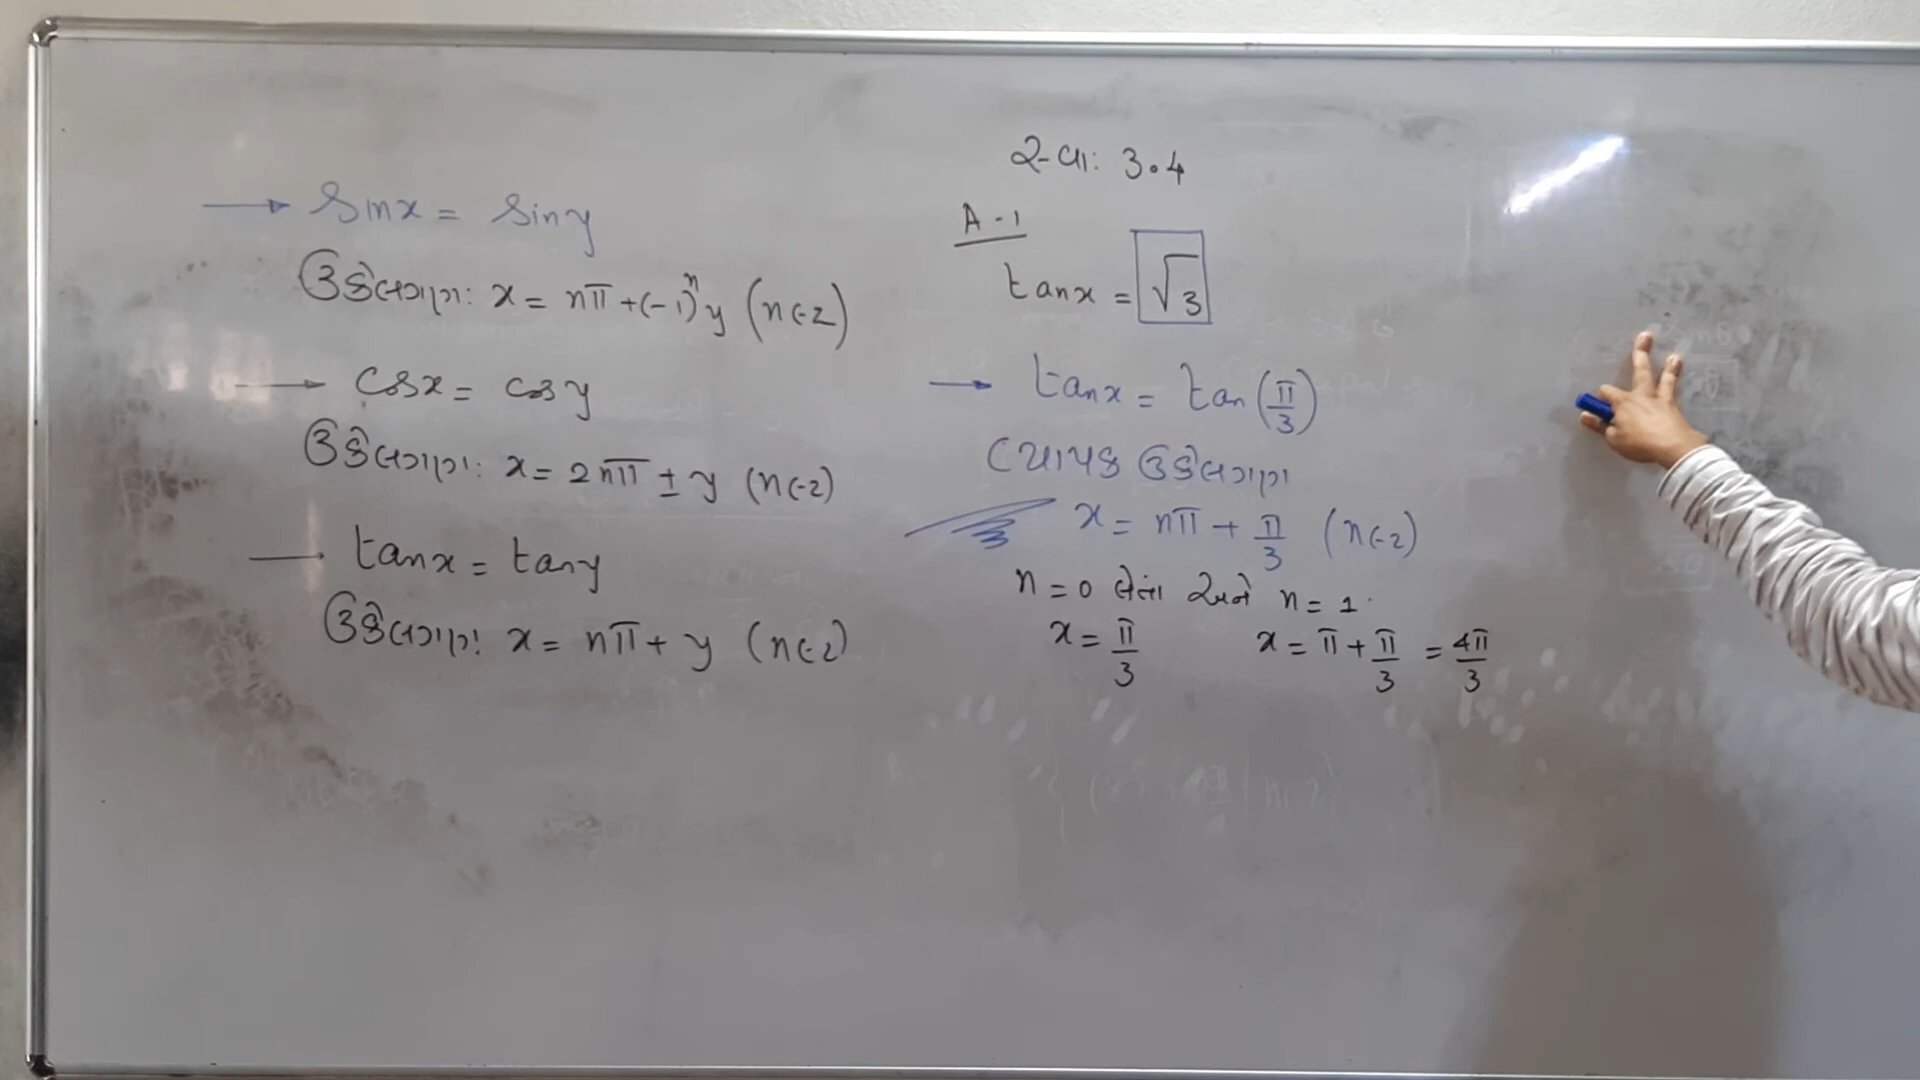 → Sinx = Siny
ઉકેલગણ: x = nπ + (-1)ⁿy (n∈Z)
→ Cosx = cosy
ઉકેલગણ: x = 2nπ ± y (n∈Z)
→ tanx = tany
ઉકેલગણ: x = nπ + y (n∈Z)
સ્વા: 3.4
A-1
tanx = √3
→ tanx = tan(π/3)
વ્યાપક ઉકેલગણ
x = nπ + π/3 (n∈Z)
n = 0 લેતા અને n = 1
x = π/3 x = π + π/3 = 4π/3